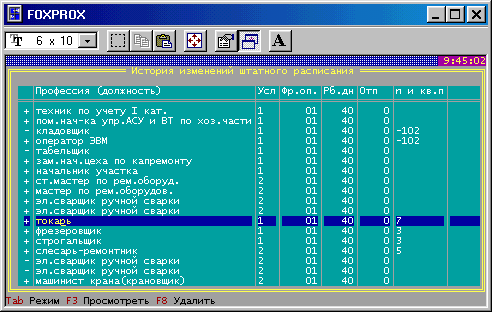 FOXPROX
6 x 10
9:45:02
История изменений штатного расписания
Профессия (должность) Усл Фр.оп. Рб.дн Отп п и кв.п
+ техник по учету I кат. 1 01 40 0
+ пом.нач-ка упр.АСУ и ВТ по хоз.части 1 01 40 0
- кладовщик 1 01 40 0 -102
+ оператор ЭВМ 1 01 40 0 -102
- табельщик 1 01 40 0
+ зам.нач.цеха по капремонту 1 01 40 0
+ начальник участка 1 01 40 0
+ ст.мастер по рем.оборуд. 2 01 40 0
+ мастер по рем.оборудов. 2 01 40 0
+ эл.сварщик ручной сварки 2 01 40 0
+ эл.сварщик ручной сварки 2 01 40 0
+ токарь 1 01 40 0 7
+ фрезеровщик 1 01 40 0 3
+ строгальщик 1 01 40 0 3
+ слесарь-ремонтник 2 01 40 0 5
- эл.сварщик ручной сварки 2 01 40 0
- эл.сварщик ручной сварки 2 01 40 0
+ машинист крана(крановщик) 2 01 40 0
Tab Режим F3 Просмотреть F8 Удалить